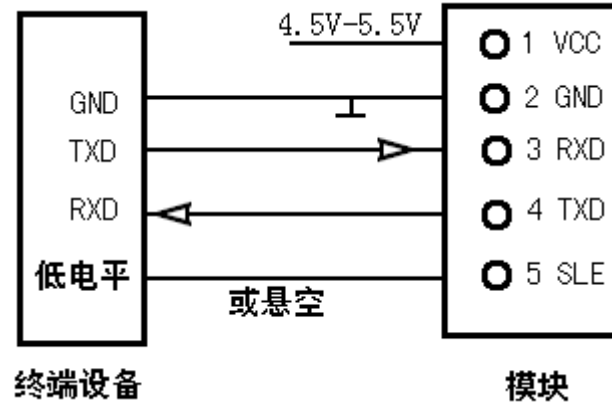 4.5V-5.5V
1 VCC
GND
2 GND
TXD
3 RXD
RXD
4 TXD
低电平
或悬空
5 SLE
终端设备
模块